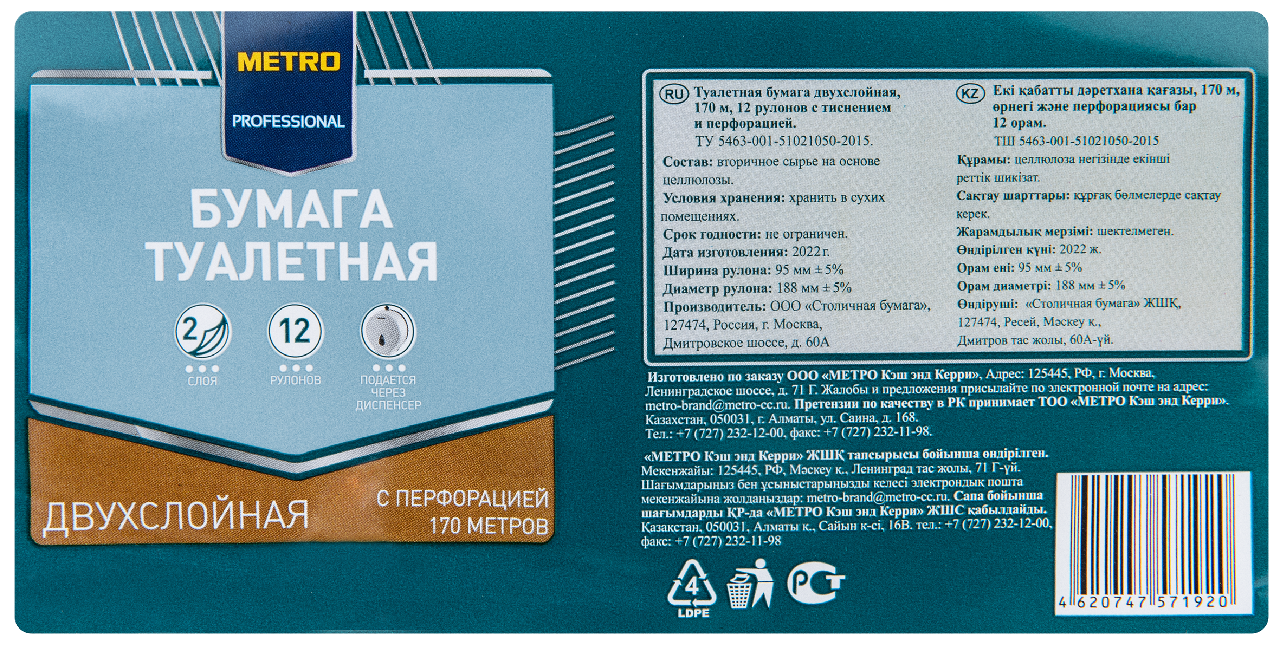 METRO
PROFESSIONAL
БУМАГА
ТУАЛЕТНАЯ
2
СЛОЯ
12
РУЛОНОВ
ПОДАЕТСЯ
ЧЕРЕЗ
ДИСПЕНСЕР
ДВУХСЛОЙНАЯ
С ПЕРФОРАЦИЕЙ
170 МЕТРОВ
RU Туалетная бумага двухслойная,
170 м, 12 рулонов с тиснением
и перфорацией.
ТУ 5463-001-51021050-2015.
Состав: вторичное сырье на основе
целлюлозы.
Условия хранения: хранить в сухих
помещениях.
Срок годности: не ограничен.
Дата изготовления: 2022 г.
Ширина рулона: 95 мм ± 5%
Диаметр рулона: 188 мм ± 5%
Производитель: ООО «Столичная бумага»,
127474, Россия, г. Москва,
Дмитровское шоссе, д. 60А
KZ Екі қабатты дәретхана қағазы, 170 м,
өрнегі және перфорациясы бар
12 орам.
ТШ 5463-001-51021050-2015
Құрамы: целлюлоза негізінде екінші
реттік шикізат.
Сақтау шарттары: құрғақ бөлмелерде сақтау
керек.
Жарамдылық мерзімі: шектелмеген.
Өндірілген күні: 2022 ж.
Орам ені: 95 мм ± 5%
Орам диаметрі: 188 мм ± 5%
Өндіруші: «Столичная бумага» ЖШҚ,
127474, Ресей, Мәскеу к.,
Дмитров тас жолы, 60А-үй.
Изготовлено по заказу ООО «МЕТРО Кэш энд Керри», Адрес: 125445, РФ, г. Москва,
Ленинградское шоссе, д. 71 Г. Жалобы и предложения присылайте по электронной почте на адрес:
metro-brand@metro-cc.ru. Претензии по качеству в РК принимает ТОО «МЕТРО Кэш энд Керри».
Казахстан, 050031, г. Алматы, ул. Саина, д. 168.
Тел.: +7 (727) 232-12-00, факс: +7 (727) 232-11-98.
«МЕТРО Кэш энд Керри» ЖШҚ тапсырысы бойынша өндірілген.
Мекенжайы: 125445, РФ, Мәскеу к., Ленинград тас жолы, 71 Г-үй.
Шағымдарыңыз бен ұсыныстарыңызды келесі электрондық пошта
мекенжайына жолданыздар: metro-brand@metro-cc.ru. Сапа бойынша
шағымдарды ҚР-да «МЕТРО Кэш энд Керри» ЖШС қабылдайды.
Қазақстан, 050031, Алматы к., Сайын к-сі, 16В. тел.: +7 (727) 232-12-00,
факс: +7 (727) 232-11-98
4
LDPE
РСТ
4 620747 571920